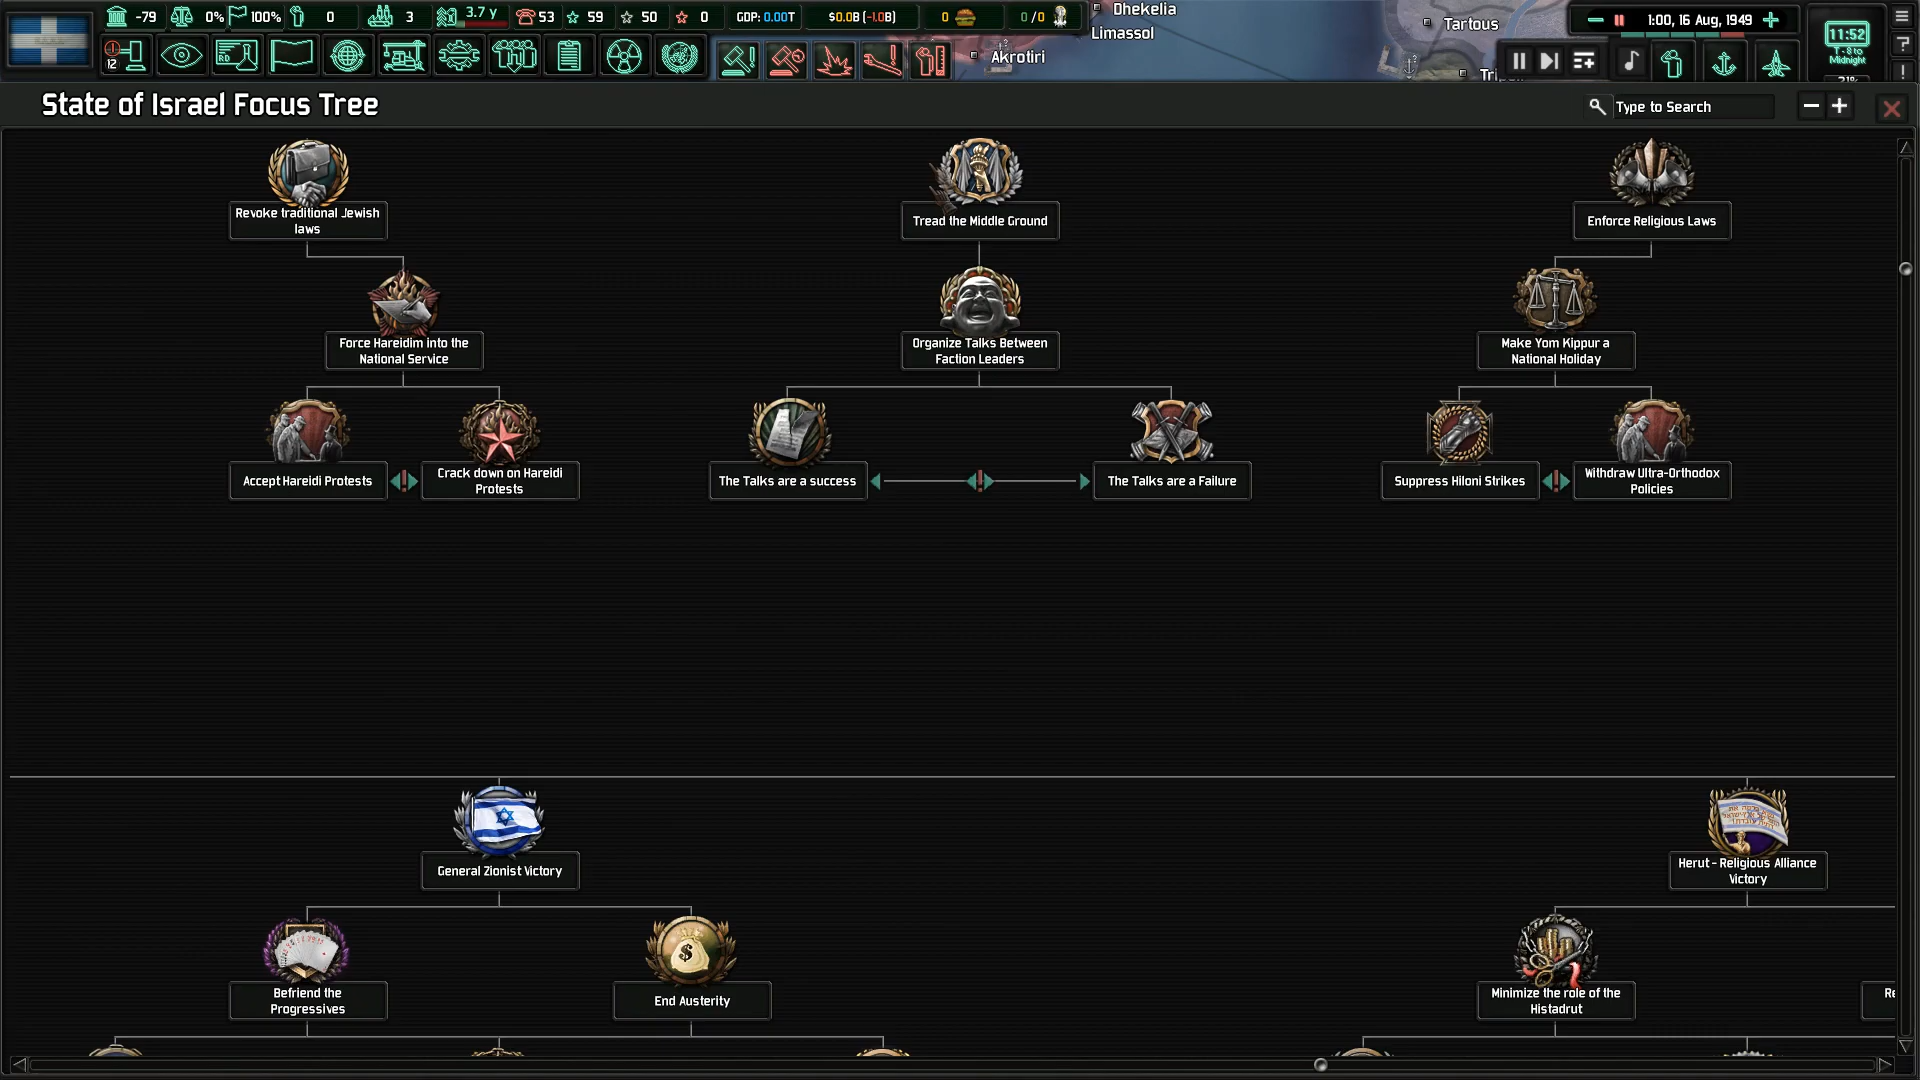 -79
0%
100%
0
3
3.7 y
53
59
50
0
GDP: 0.00T
$0.0B (-1.0B)
0
0 / 0
Dhekelia
Limassol
Akrotiri
Tartous
1:00, 16 Aug, 1949
11:52
T -8 to
Midnight
12
State of Israel Focus Tree
Type to Search
Revoke traditional Jewish
laws
Tread the Middle Ground
Enforce Religious Laws
Force Hareidim into the
National Service
Organize Talks Between
Faction Leaders
Make Yom Kippur a
National Holiday
Accept Hareidi Protests
Crack down on Hareidi
Protests
The Talks are a success
The Talks are a Failure
Suppress Hiloni Strikes
Withdraw Ultra-Orthodox
Policies
General Zionist Victory
Herut - Religious Alliance
Victory
Befriend the
Progressives
End Austerity
Minimize the role of the
Histadrut